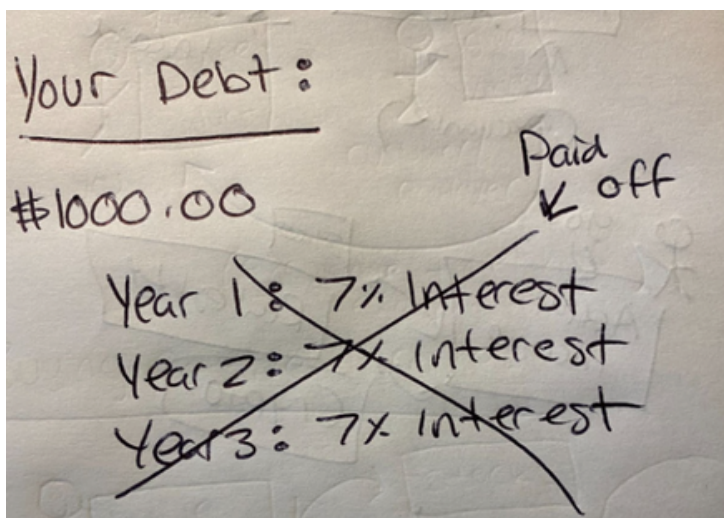 Your Debt:
$1000.00
Paid
off
Year 1: 7% Interest
Year 2: 7% interest
Year 3: 7% interest